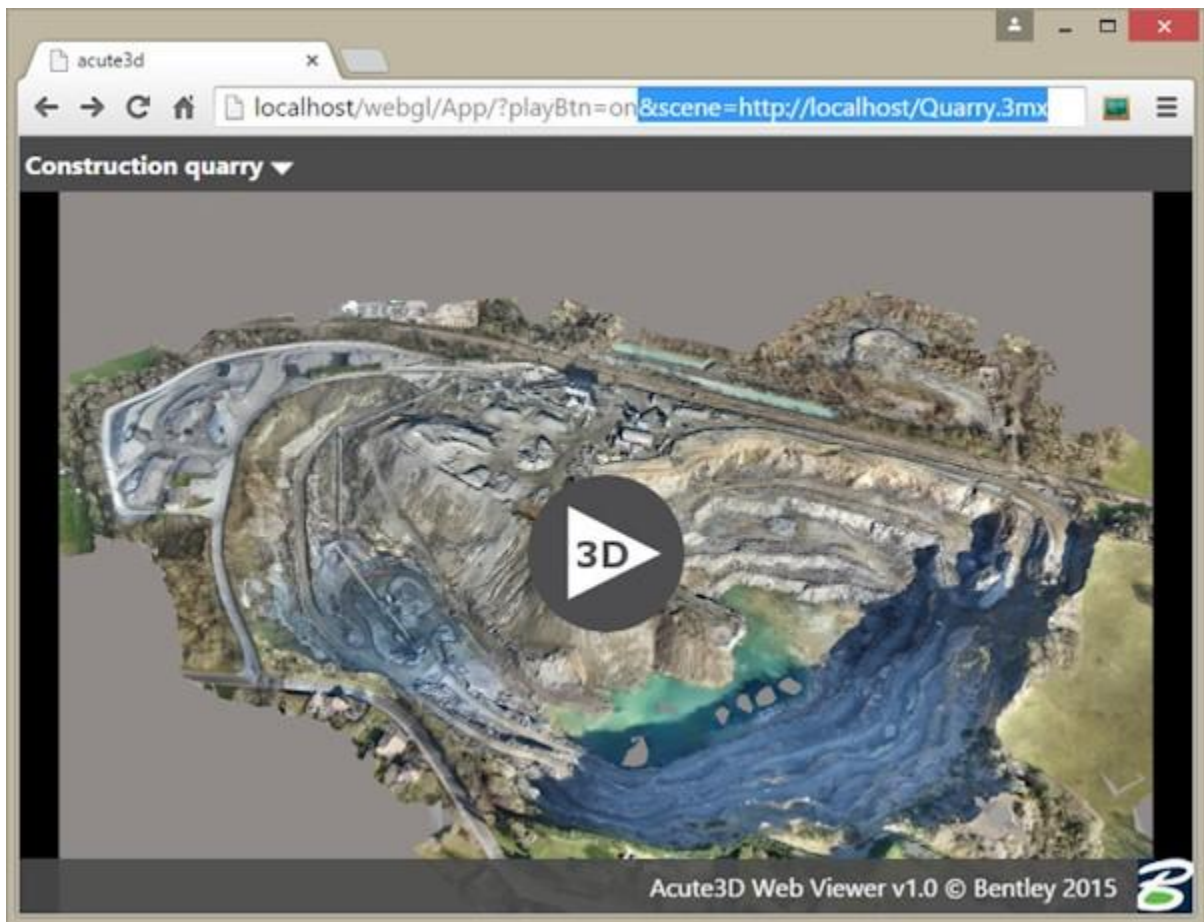 acute3d
localhost/webgl/App/?playBtn=on&scene=http://localhost/Quarry.3mx
Construction quarry
3D
Acute3D Web Viewer v1.0 © Bentley 2015